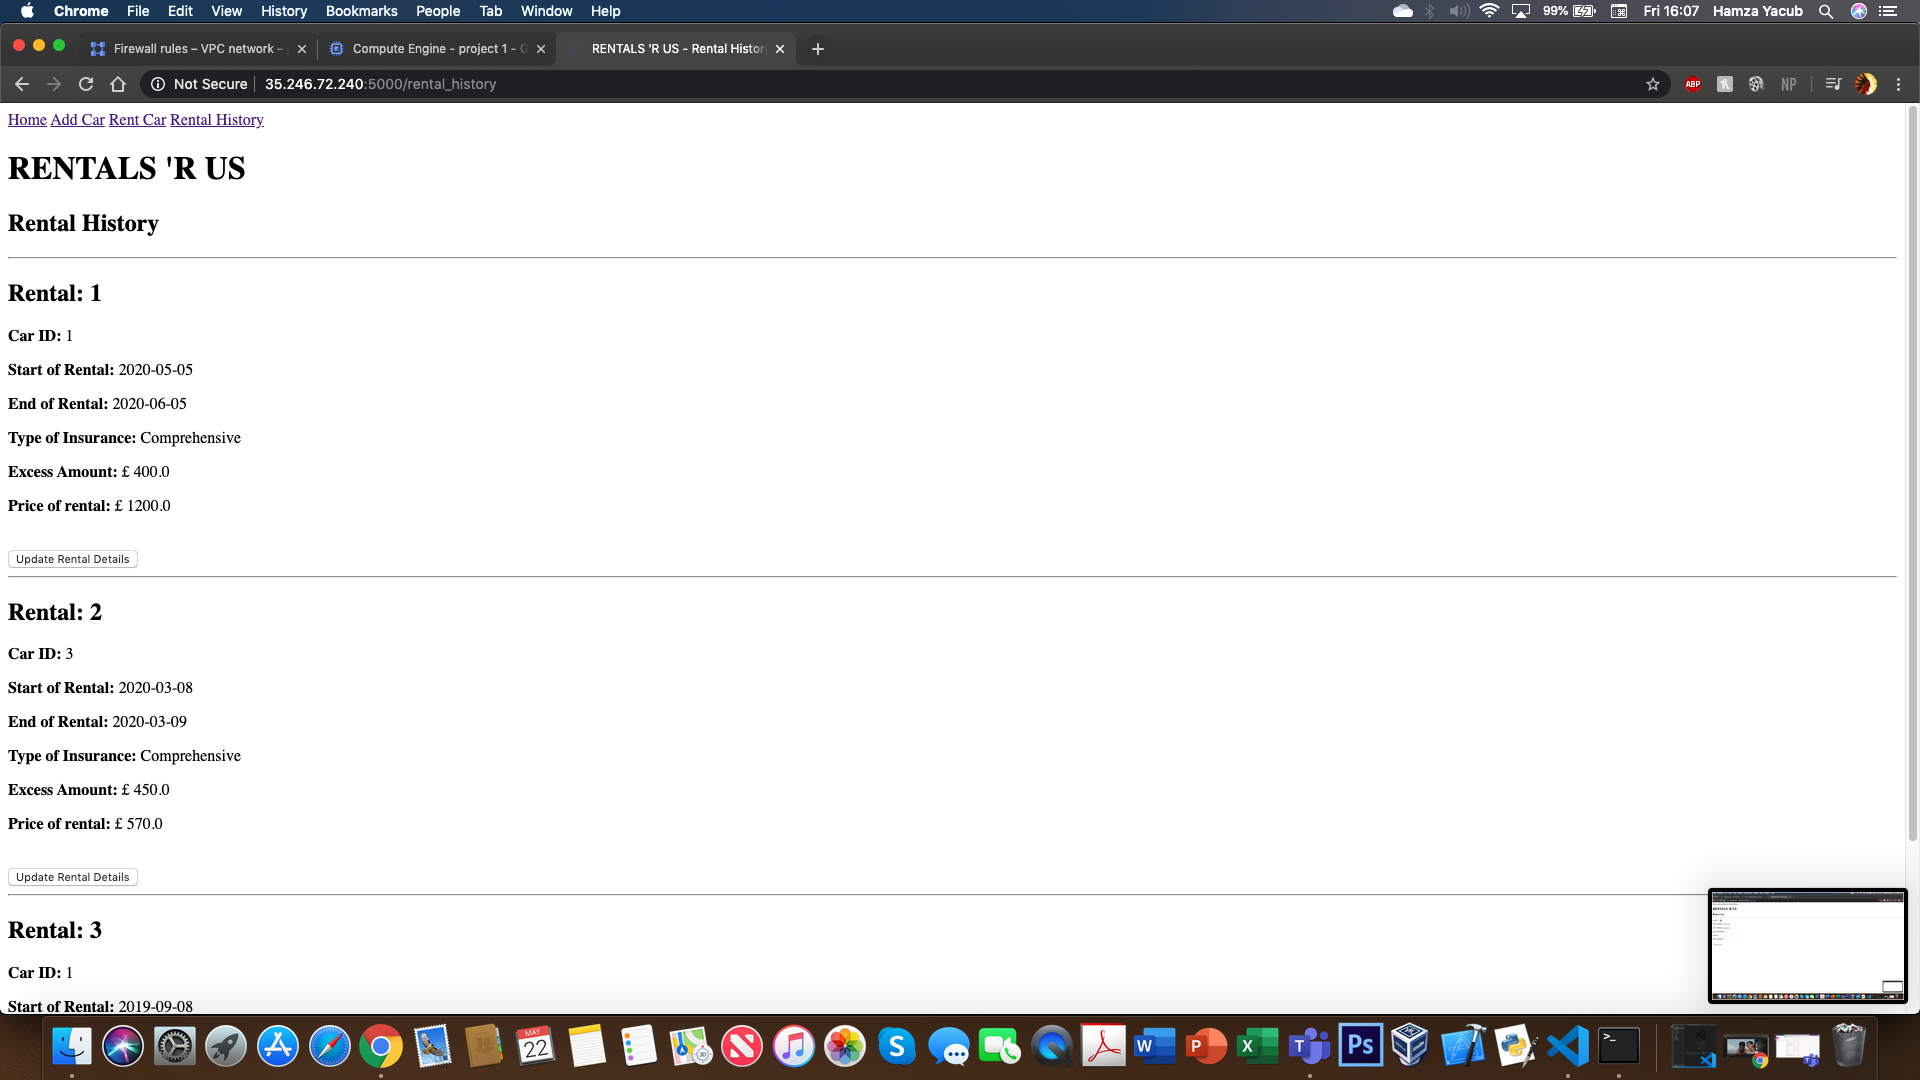 Chrome File Edit View History Bookmarks People Tab Window Help 99% Fri 16:07 Hamza Yacub
Firewall rules – VPC network – Compute Engine - project 1 - G RENTALS 'R US - Rental Histor
Not Secure 35.246.72.240:5000/rental_history ABP NP
Home Add Car Rent Car Rental History
RENTALS 'R US
Rental History
Rental: 1
Car ID: 1
Start of Rental: 2020-05-05
End of Rental: 2020-06-05
Type of Insurance: Comprehensive
Excess Amount: £ 400.0
Price of rental: £ 1200.0
Update Rental Details
Rental: 2
Car ID: 3
Start of Rental: 2020-03-08
End of Rental: 2020-03-09
Type of Insurance: Comprehensive
Excess Amount: £ 450.0
Price of rental: £ 570.0
Update Rental Details
Rental: 3
Car ID: 1
Start of Rental: 2019-09-08
MAY
22
3D
S
W
P
X
T
Ps
>_